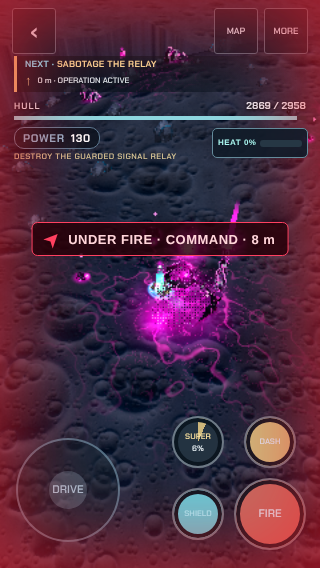 ‹
MAP
MORE
NEXT · SABOTAGE THE RELAY
↑ 0 m · OPERATION ACTIVE
HULL
2869 / 2958
POWER 130
HEAT 0%
DESTROY THE GUARDED SIGNAL RELAY
UNDER FIRE · COMMAND · 8 m
SUPER
6%
DASH
DRIVE
SHIELD
FIRE